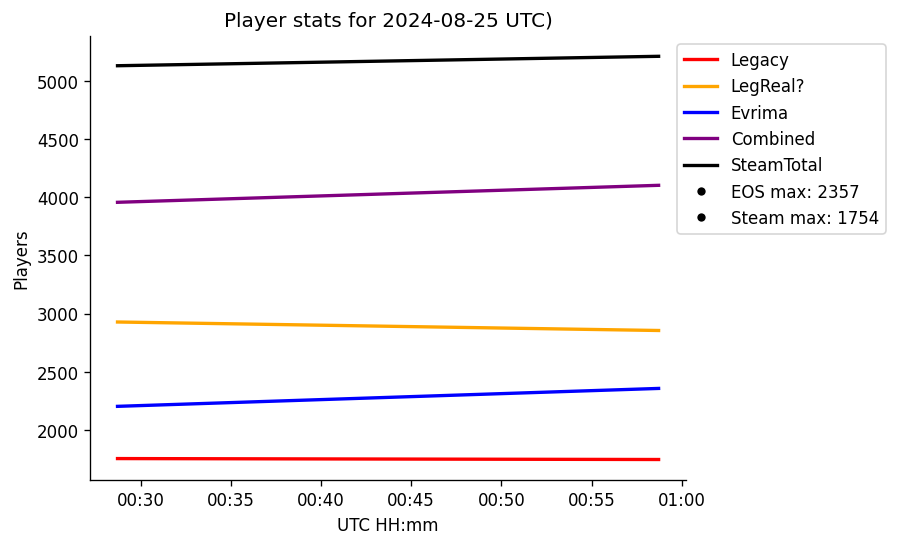 Player stats for 2024-08-25 UTC)
Legacy
LegReal?
Evrima
Combined
SteamTotal
EOS max: 2357
Steam max: 1754
Players
5000
4500
4000
3500
3000
2500
2000
00:30 00:35 00:40 00:45 00:50 00:55 01:00
UTC HH:mm